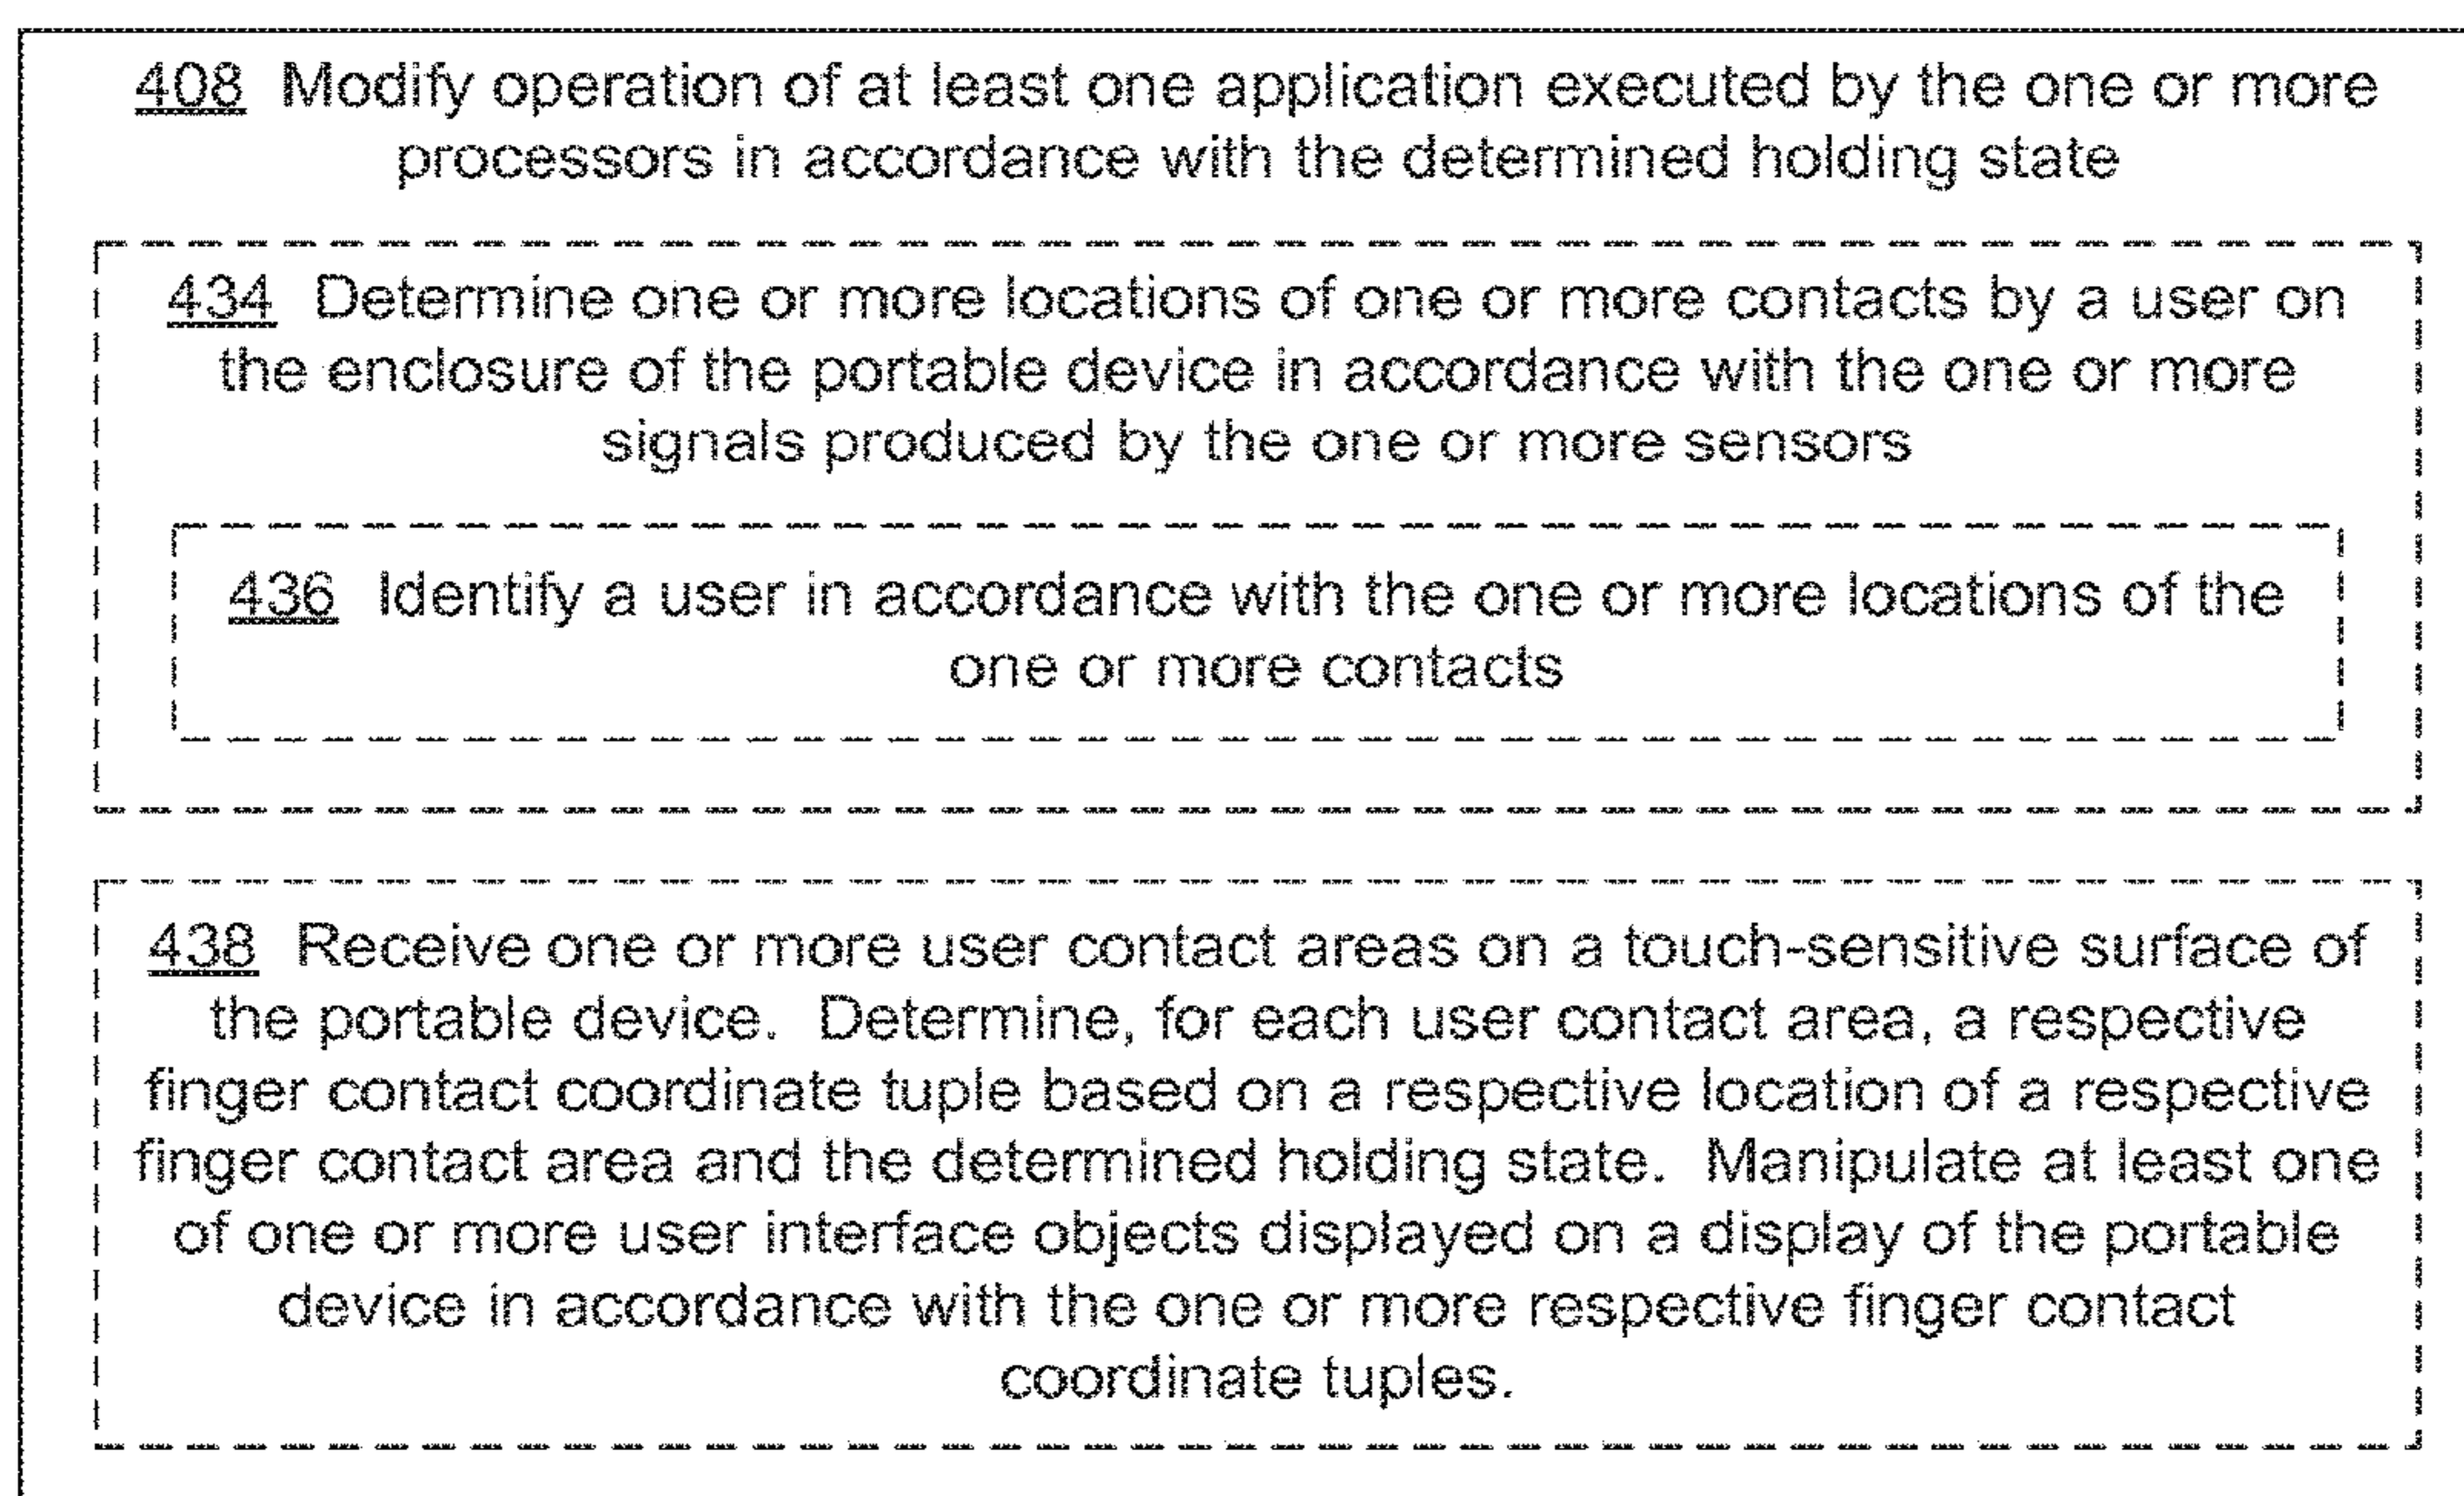 408 Modify operation of at least one application executed by the one or more
processors in accordance with the determined holding state
434 Determine one or more locations of one or more contacts by a user on
the enclosure of the portable device in accordance with the one or more
signals produced by the one or more sensors
436 Identify a user in accordance with the one or more locations of the
one or more contacts
438 Receive one or more user contact areas on a touch-sensitive surface of
the portable device. Determine, for each user contact area, a respective
finger contact coordinate tuple based on a respective location of a respective
finger contact area and the determined holding state. Manipulate at least one
of one or more user interface objects displayed on a display of the portable
device in accordance with the one or more respective finger contact
coordinate tuples.